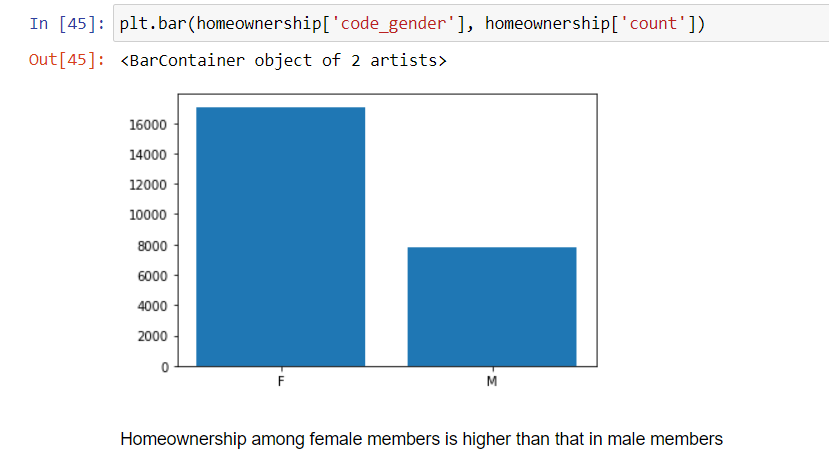 In [45]: plt.bar(homeownership['code_gender'], homeownership['count'])
Out[45]: <BarContainer object of 2 artists>
16000
14000
12000
10000
8000
6000
4000
2000
0
F M
Homeownership among female members is higher than that in male members